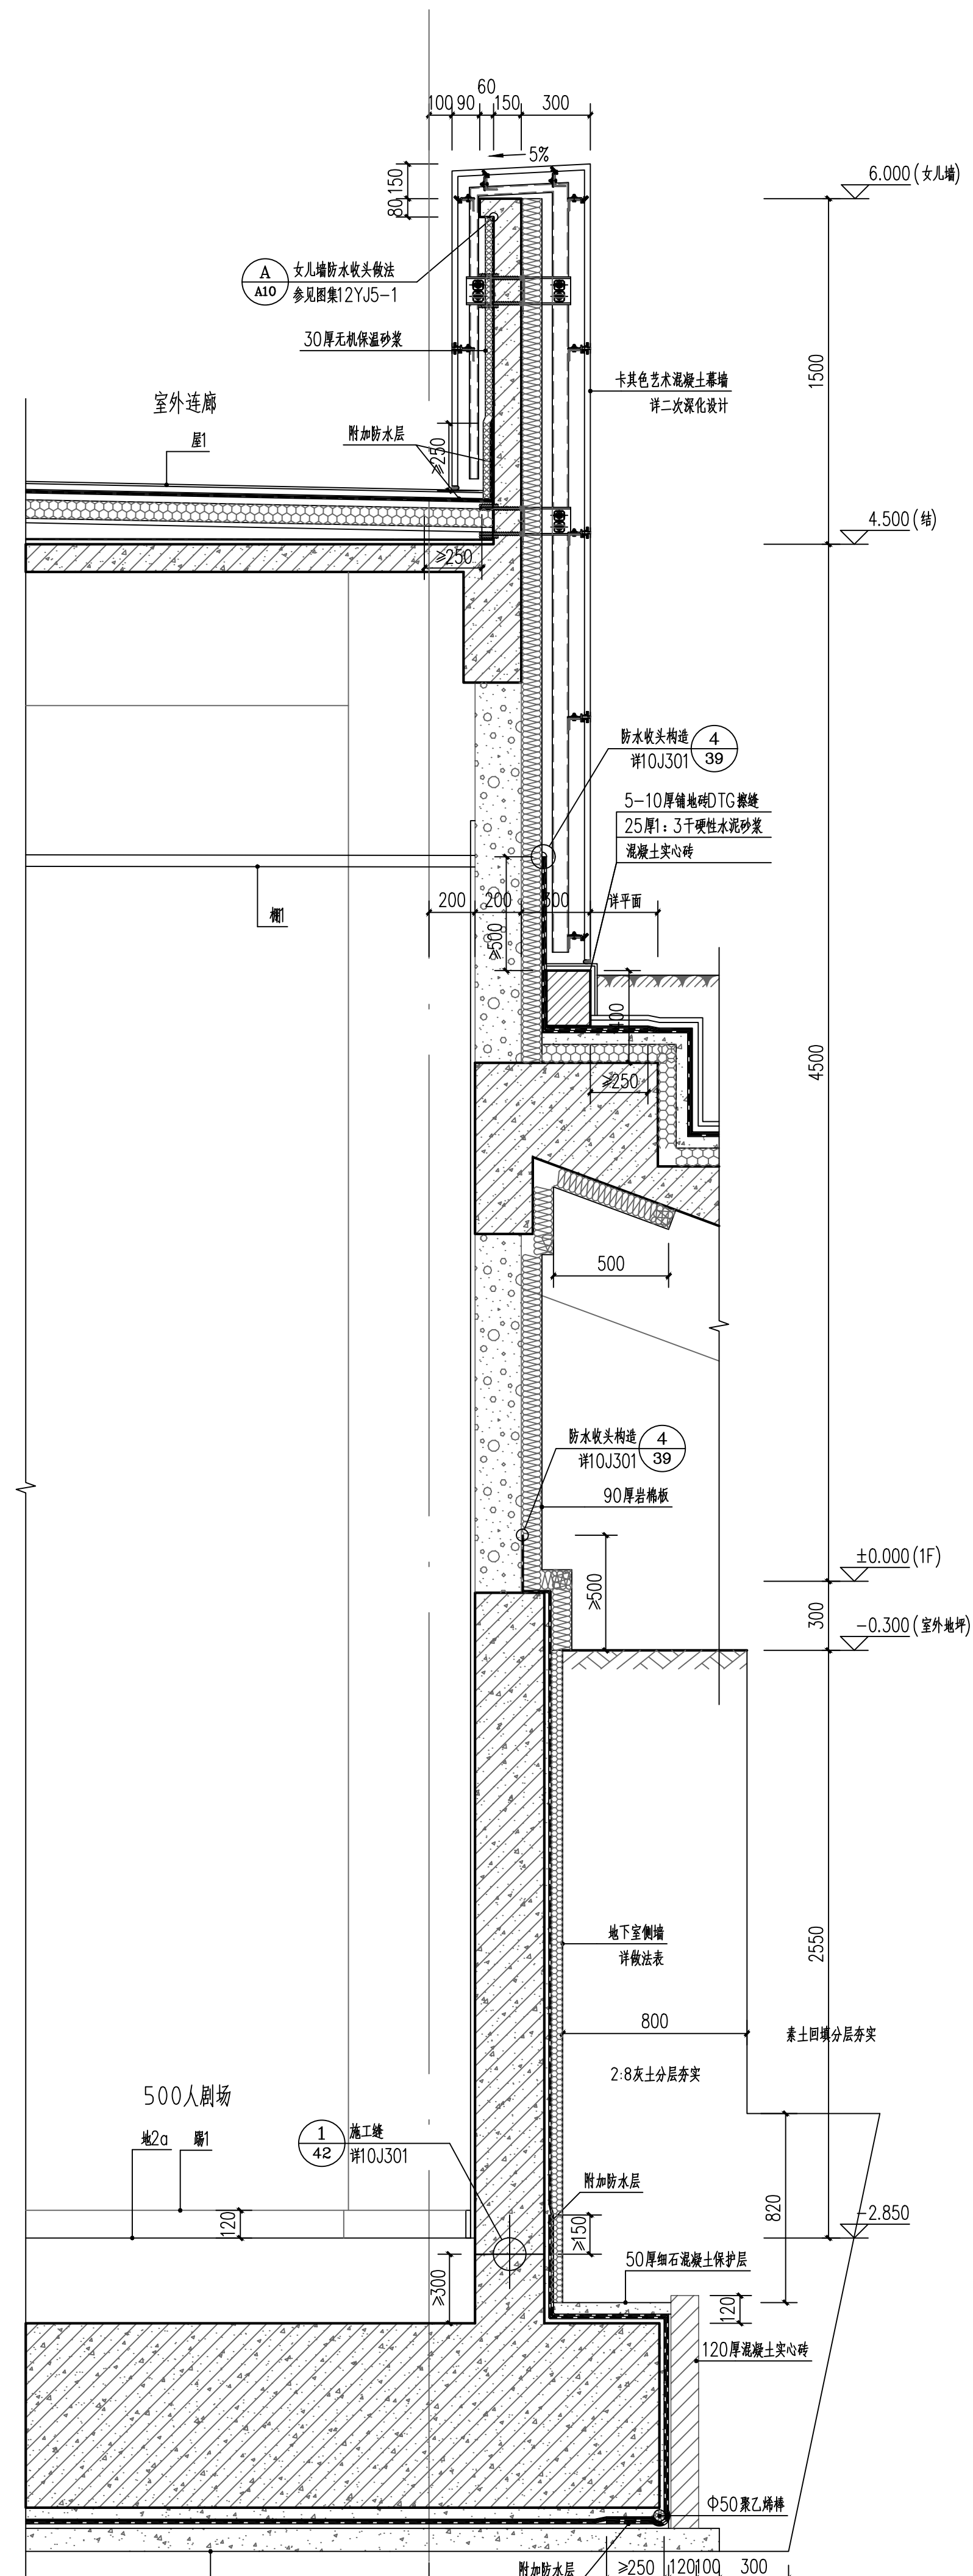 60
100 90 150 300
5%
150
80
6.000(女儿墙)
A
A10
女儿墙防水收头做法
参见图集12YJ5-1
30厚无机保温砂浆
1500
卡其色艺术混凝土幕墙
详二次深化设计
室外连廊
屋1
附加防水层
≥250
4.500(结)
≥250
防水收头构造
详10J301
4
39
5-10厚铺地砖DTG擦缝
25厚1:3干硬性水泥砂浆
混凝土实心砖
棚1
200 200 300 详平面
≥500
400
4500
≥250
500
防水收头构造
详10J301
4
39
90厚岩棉板
±0.000(1F)
≥500
300
-0.300(室外地坪)
地下室侧墙
详做法表
2550
800
素土回填分层夯实
2:8灰土分层夯实
500人剧场
地2a
踢1
1
42
施工缝
详10J301
附加防水层
120
≥150
820
-2.850
≥300
50厚细石混凝土保护层
120
120厚混凝土实心砖
Φ50聚乙烯棒
附加防水层
≥250 120 100 300